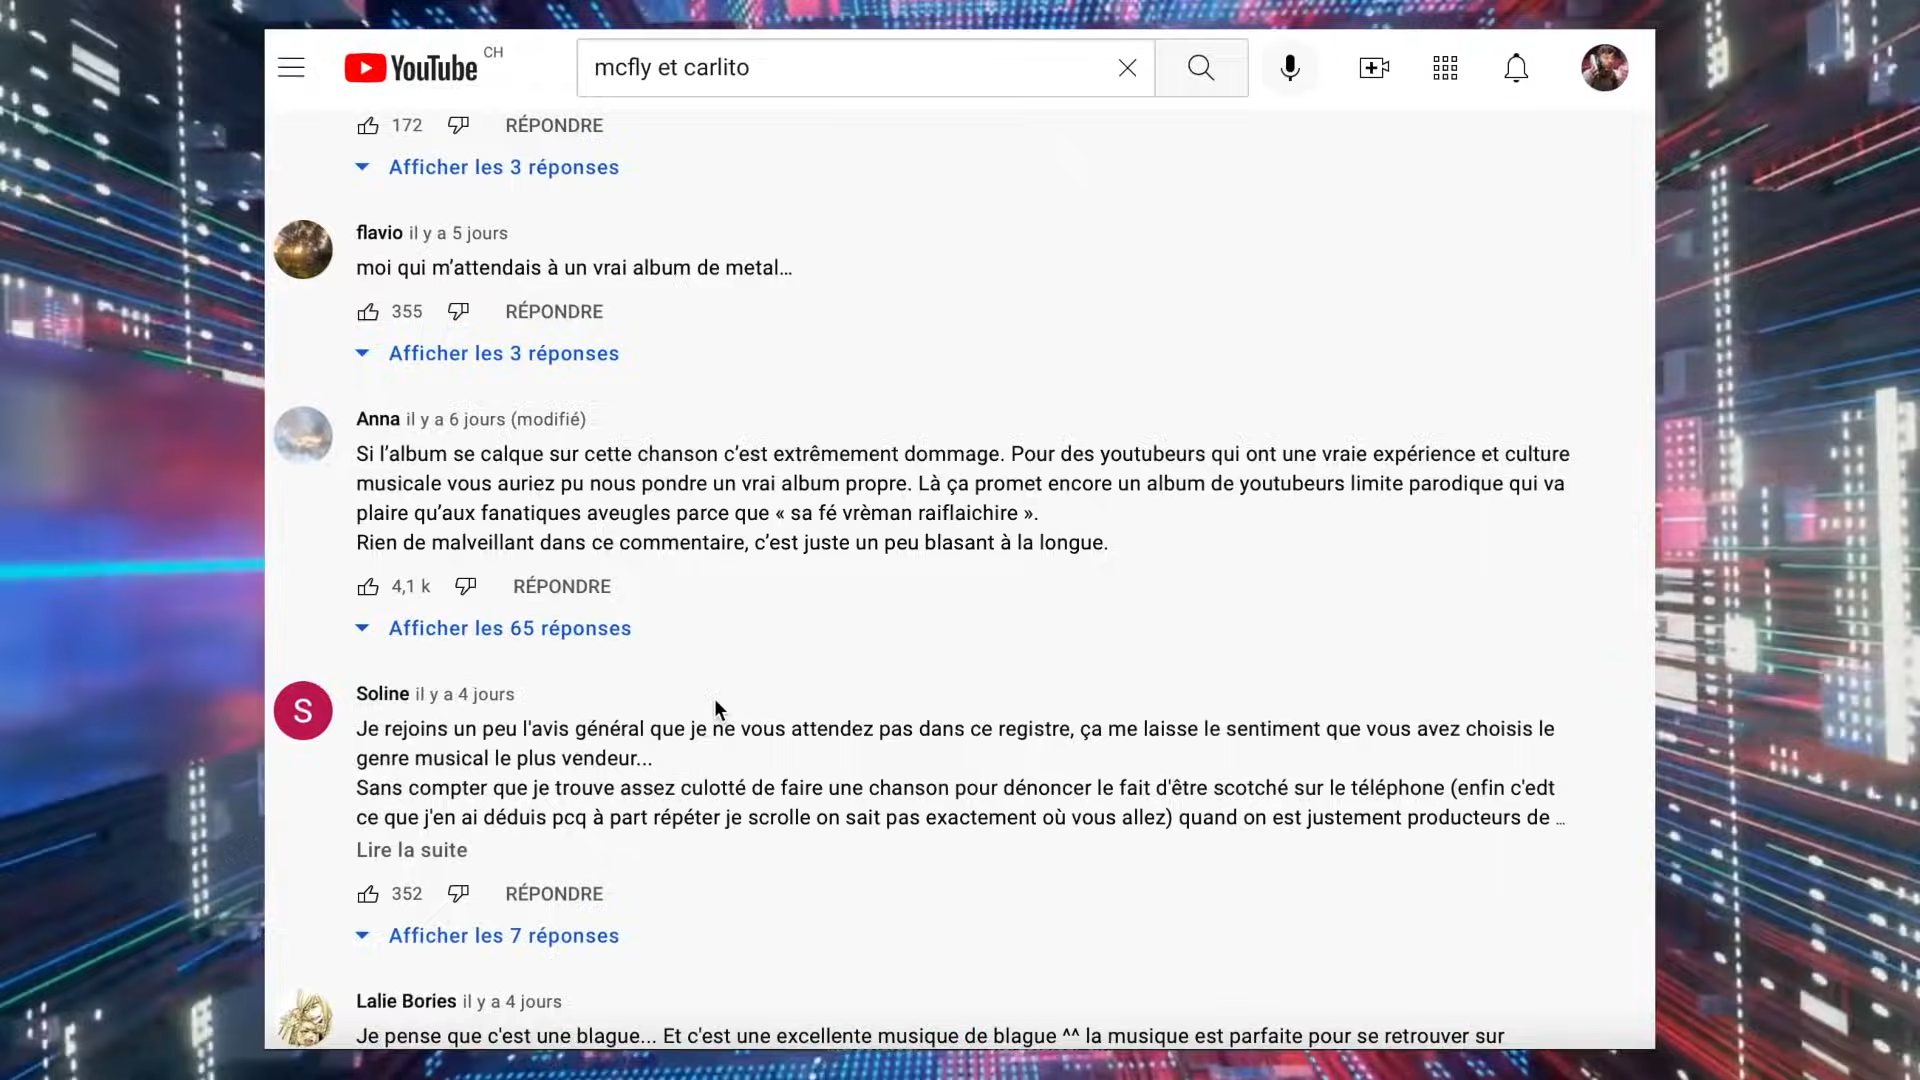 YouTube CH
mcfly et carlito
172 RÉPONDRE
Afficher les 3 réponses
flavio il y a 5 jours
moi qui m’attendais à un vrai album de metal…
355 RÉPONDRE
Afficher les 3 réponses
Anna il y a 6 jours (modifié)
Si l’album se calque sur cette chanson c’est extrêmement dommage. Pour des youtubeurs qui ont une vraie expérience et culture
musicale vous auriez pu nous pondre un vrai album propre. Là ça promet encore un album de youtubeurs limite parodique qui va
plaire qu’aux fanatiques aveugles parce que « sa fé vrèman raiflaichire ».
Rien de malveillant dans ce commentaire, c’est juste un peu blasant à la longue.
4,1 k RÉPONDRE
Afficher les 65 réponses
S
Soline il y a 4 jours
Je rejoins un peu l'avis général que je ne vous attendez pas dans ce registre, ça me laisse le sentiment que vous avez choisis le
genre musical le plus vendeur...
Sans compter que je trouve assez culotté de faire une chanson pour dénoncer le fait d'être scotché sur le téléphone (enfin c'edt
ce que j'en ai déduis pcq à part répéter je scrolle on sait pas exactement où vous allez) quand on est justement producteurs de …
Lire la suite
352 RÉPONDRE
Afficher les 7 réponses
Lalie Bories il y a 4 jours
Je pense que c'est une blague... Et c'est une excellente musique de blague ^^ la musique est parfaite pour se retrouver sur